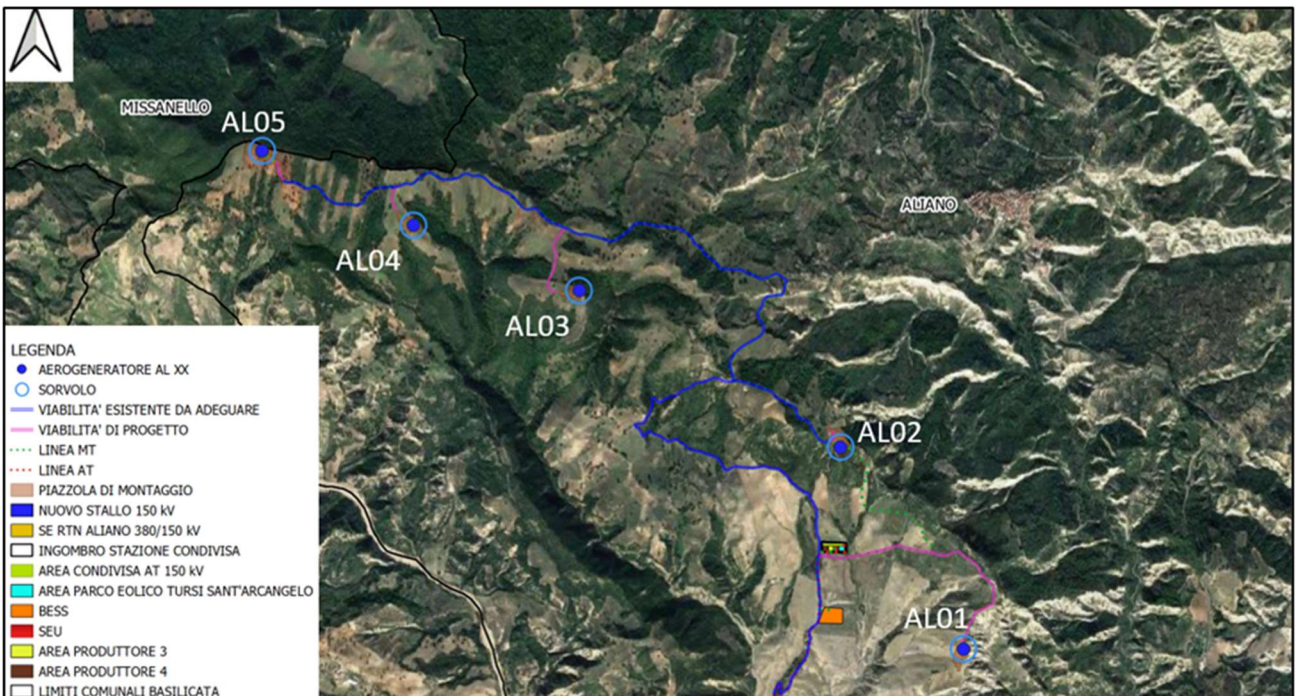 MISSANELLO
AL05
ALIANO
AL04
AL03
AL02
AL01
LEGENDA
AEROGENERATORE AL XX
SORVOLO
VIABILITA' ESISTENTE DA ADEGUARE
VIABILITA' DI PROGETTO
LINEA MT
LINEA AT
PIAZZOLA DI MONTAGGIO
NUOVO STALLO 150 kV
SE RTN ALIANO 380/150 kV
INGOMBRO STAZIONE CONDIVISA
AREA CONDIVISA AT 150 kV
AREA PARCO EOLICO TURSI SANT'ARCANGELO
BESS
SEU
AREA PRODUTTORE 3
AREA PRODUTTORE 4
LIMITI COMUNALI BASILICATA